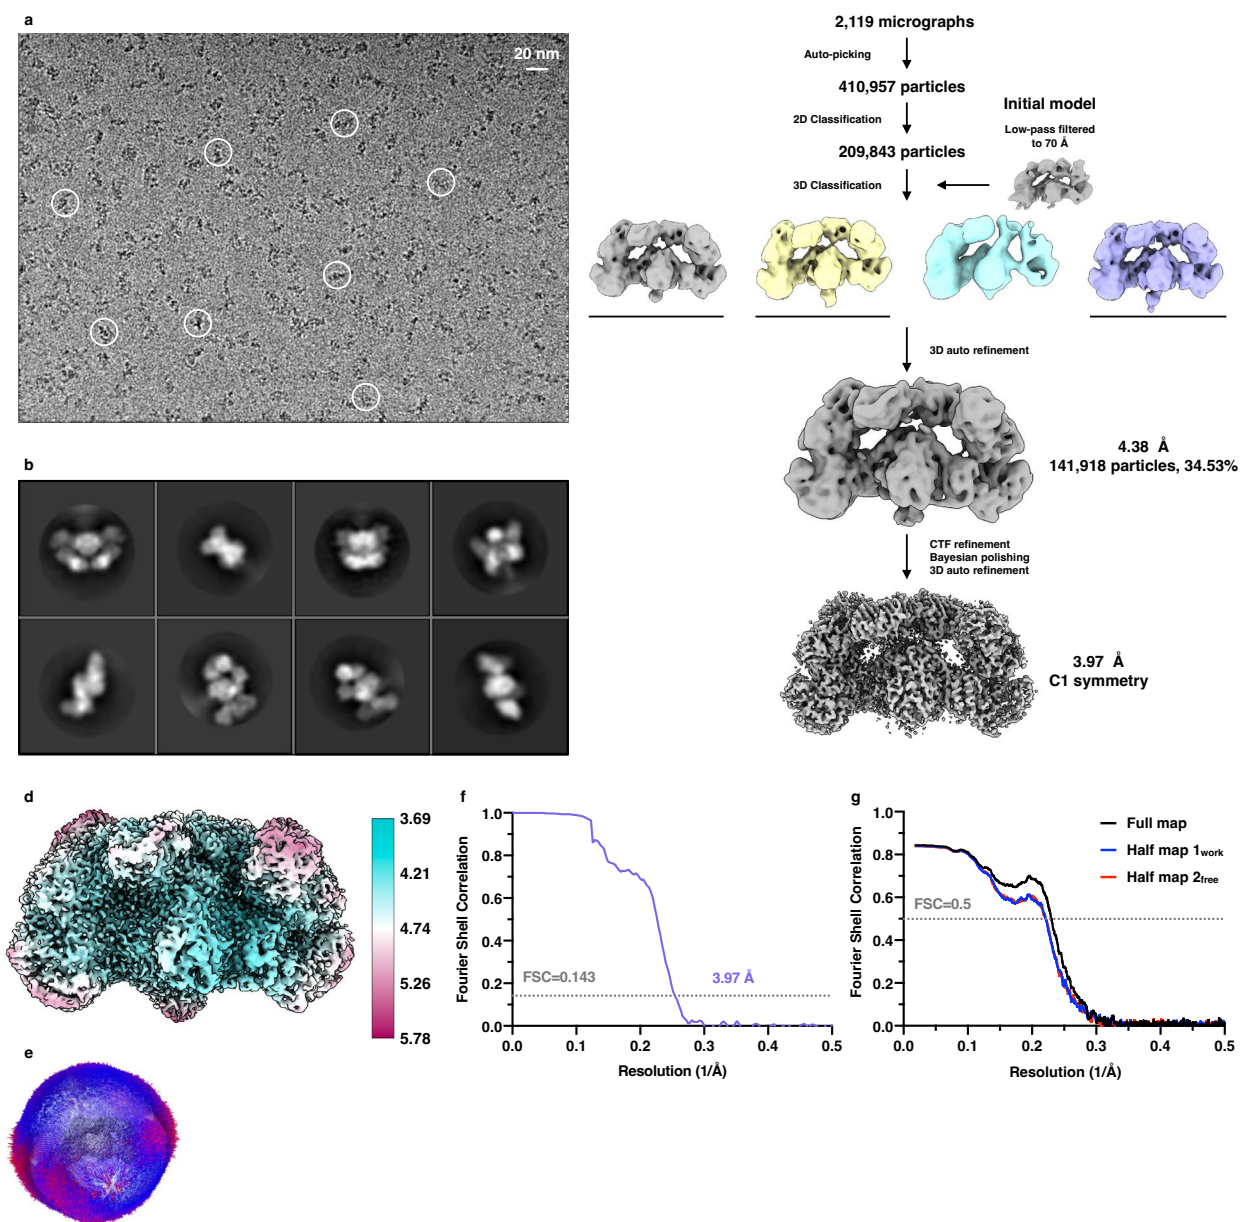 a
20 nm
2,119 micrographs
Auto-picking
410,957 particles
2D Classification
209,843 particles
3D Classification
Initial model
Low-pass filtered
to 70 Å
3D auto refinement
4.38 Å
141,918 particles, 34.53%
CTF refinement
Bayesian polishing
3D auto refinement
3.97 Å
C1 symmetry
b
d
3.69
4.21
4.74
5.26
5.78
e
f
Fourier Shell Correlation
1.0
0.8
0.6
0.4
0.2
0.0
FSC=0.143
3.97 Å
0.0
0.1
0.2
0.3
0.4
0.5
Resolution (1/Å)
g
Fourier Shell Correlation
1.0
0.8
0.6
0.4
0.2
0.0
FSC=0.5
Full map
Half map 1work
Half map 2free
0.0
0.1
0.2
0.3
0.4
0.5
Resolution (1/Å)